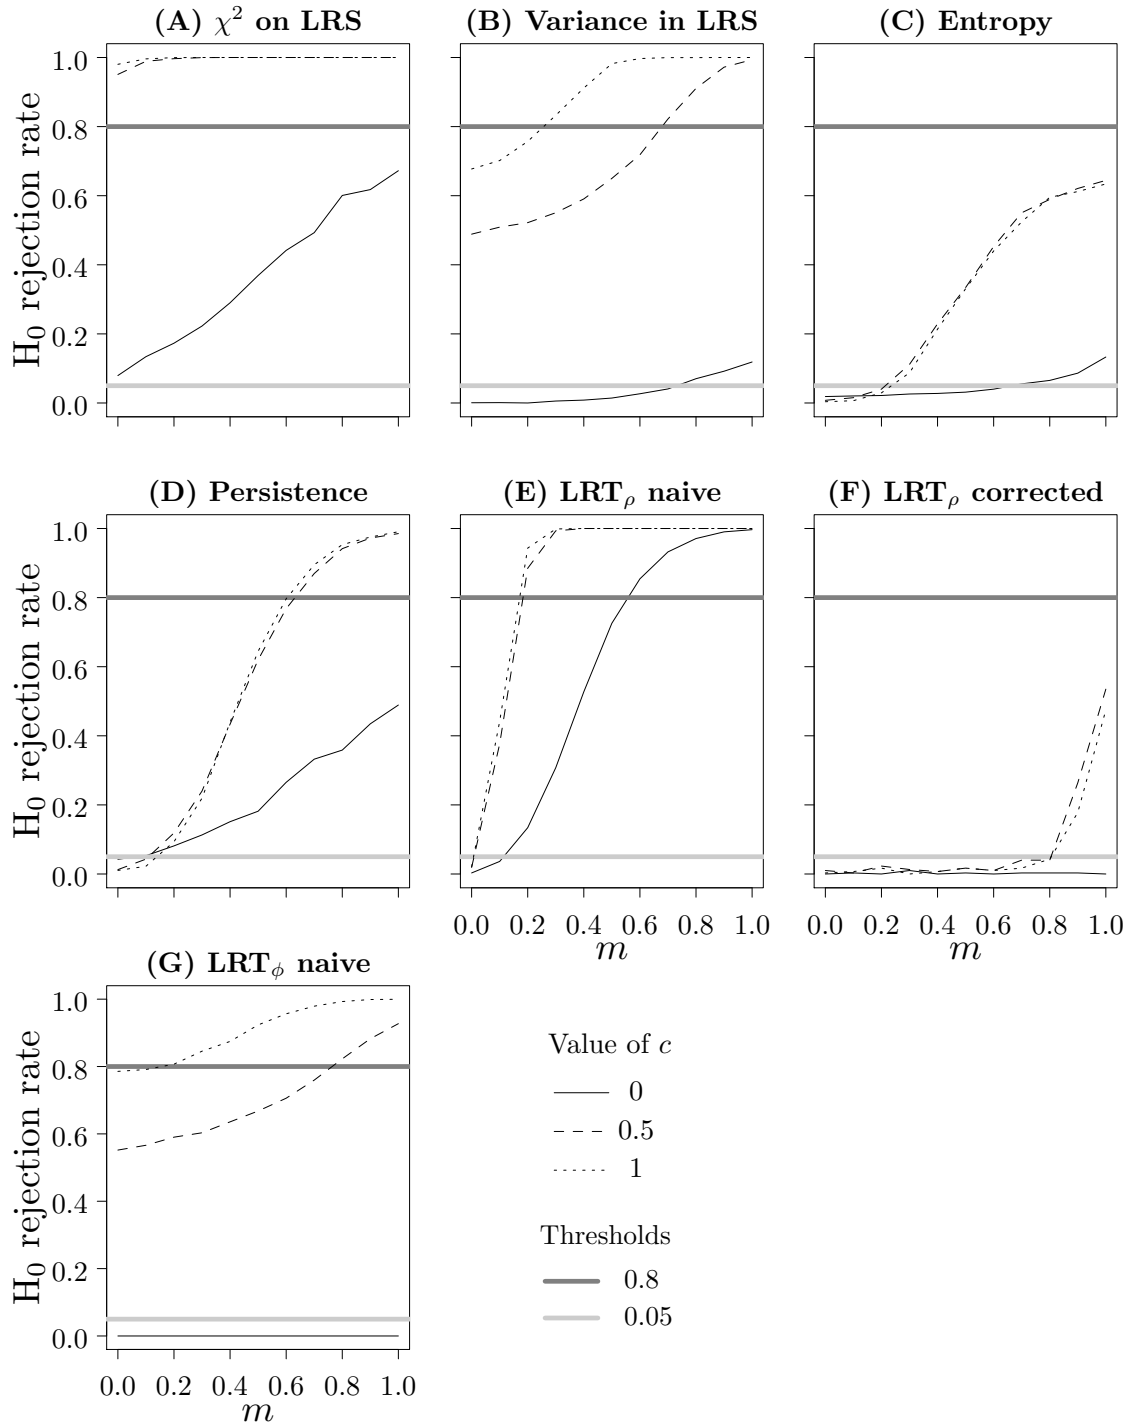 (A) χ² on LRS
(B) Variance in LRS
(C) Entropy
H₀ rejection rate
1.0
0.8
0.6
0.4
0.2
0.0
(D) Persistence
(E) LRTρ naive
(F) LRTρ corrected
H₀ rejection rate
1.0
0.8
0.6
0.4
0.2
0.0
0.0 0.2 0.4 0.6 0.8 1.0
m
0.0 0.2 0.4 0.6 0.8 1.0
m
(G) LRTϕ naive
H₀ rejection rate
1.0
0.8
0.6
0.4
0.2
0.0
0.0 0.2 0.4 0.6 0.8 1.0
m
Value of c
0
0.5
1
Thresholds
0.8
0.05